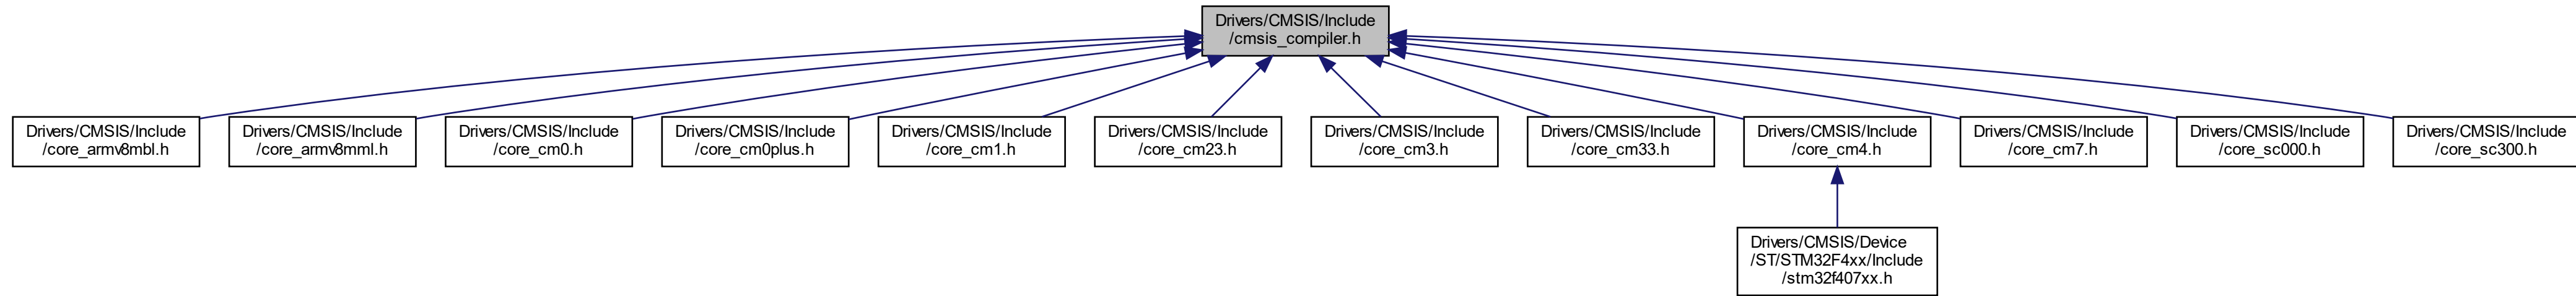 Drivers/CMSIS/Include
/cmsis_compiler.h
Drivers/CMSIS/Include
/core_armv8mbl.h
Drivers/CMSIS/Include
/core_armv8mml.h
Drivers/CMSIS/Include
/core_cm0.h
Drivers/CMSIS/Include
/core_cm0plus.h
Drivers/CMSIS/Include
/core_cm1.h
Drivers/CMSIS/Include
/core_cm23.h
Drivers/CMSIS/Include
/core_cm3.h
Drivers/CMSIS/Include
/core_cm33.h
Drivers/CMSIS/Include
/core_cm4.h
Drivers/CMSIS/Include
/core_cm7.h
Drivers/CMSIS/Include
/core_sc000.h
Drivers/CMSIS/Include
/core_sc300.h
Drivers/CMSIS/Device
/ST/STM32F4xx/Include
/stm32f407xx.h